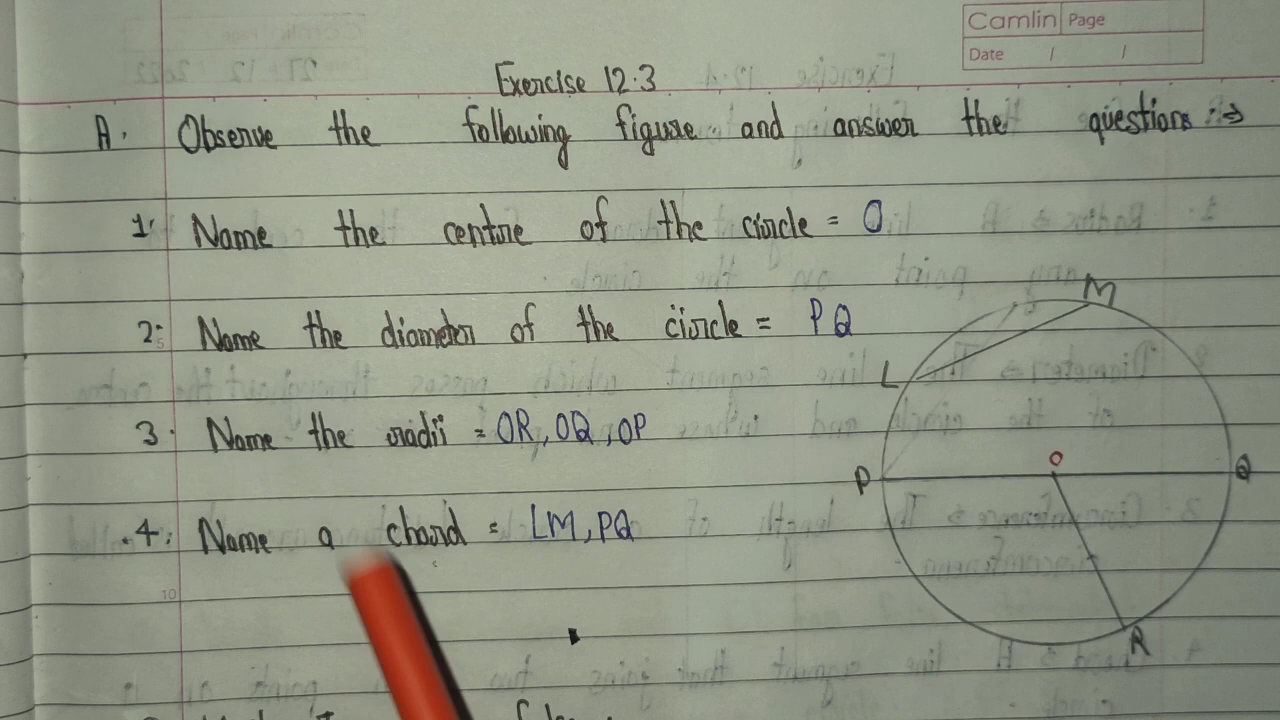 Camlin Page
Date / /
Exercise 12.3
A. Observe the following figure and answer the questions :→
1. Name the centre of the circle = O
2. Name the diameter of the circle = PQ
3. Name the radii = OR, OQ, OP
4. Name a chord = LM, PQ
M
L
O
P
Q
R
5
10